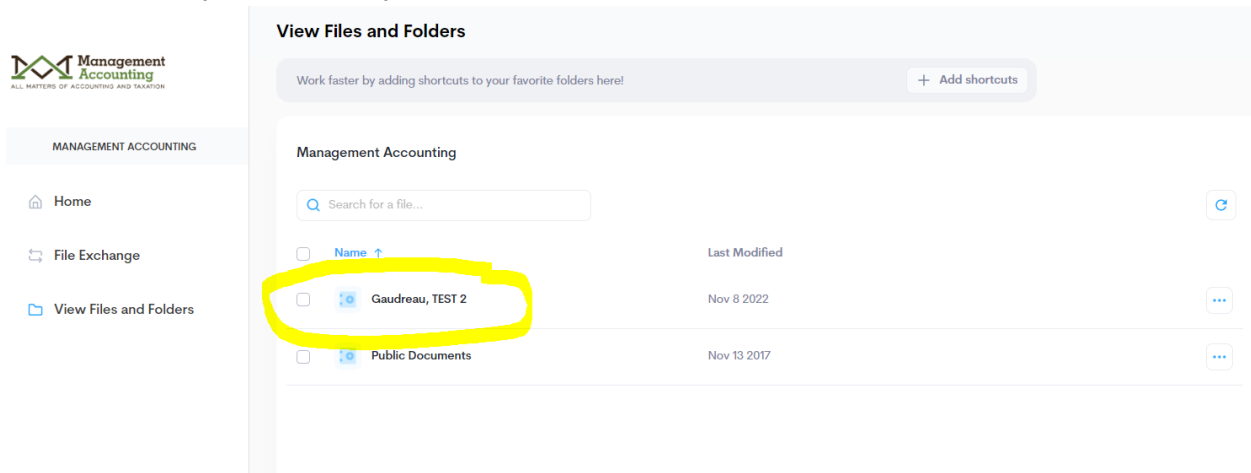 View Files and Folders
Management
Accounting
ALL MATTERS OF ACCOUNTING AND TAXATION
Work faster by adding shortcuts to your favorite folders here!
+ Add shortcuts
MANAGEMENT ACCOUNTING
Management Accounting
Home
Search for a file...
File Exchange
Name ↑ Last Modified
View Files and Folders
Gaudreau, TEST 2 Nov 8 2022
Public Documents Nov 13 2017